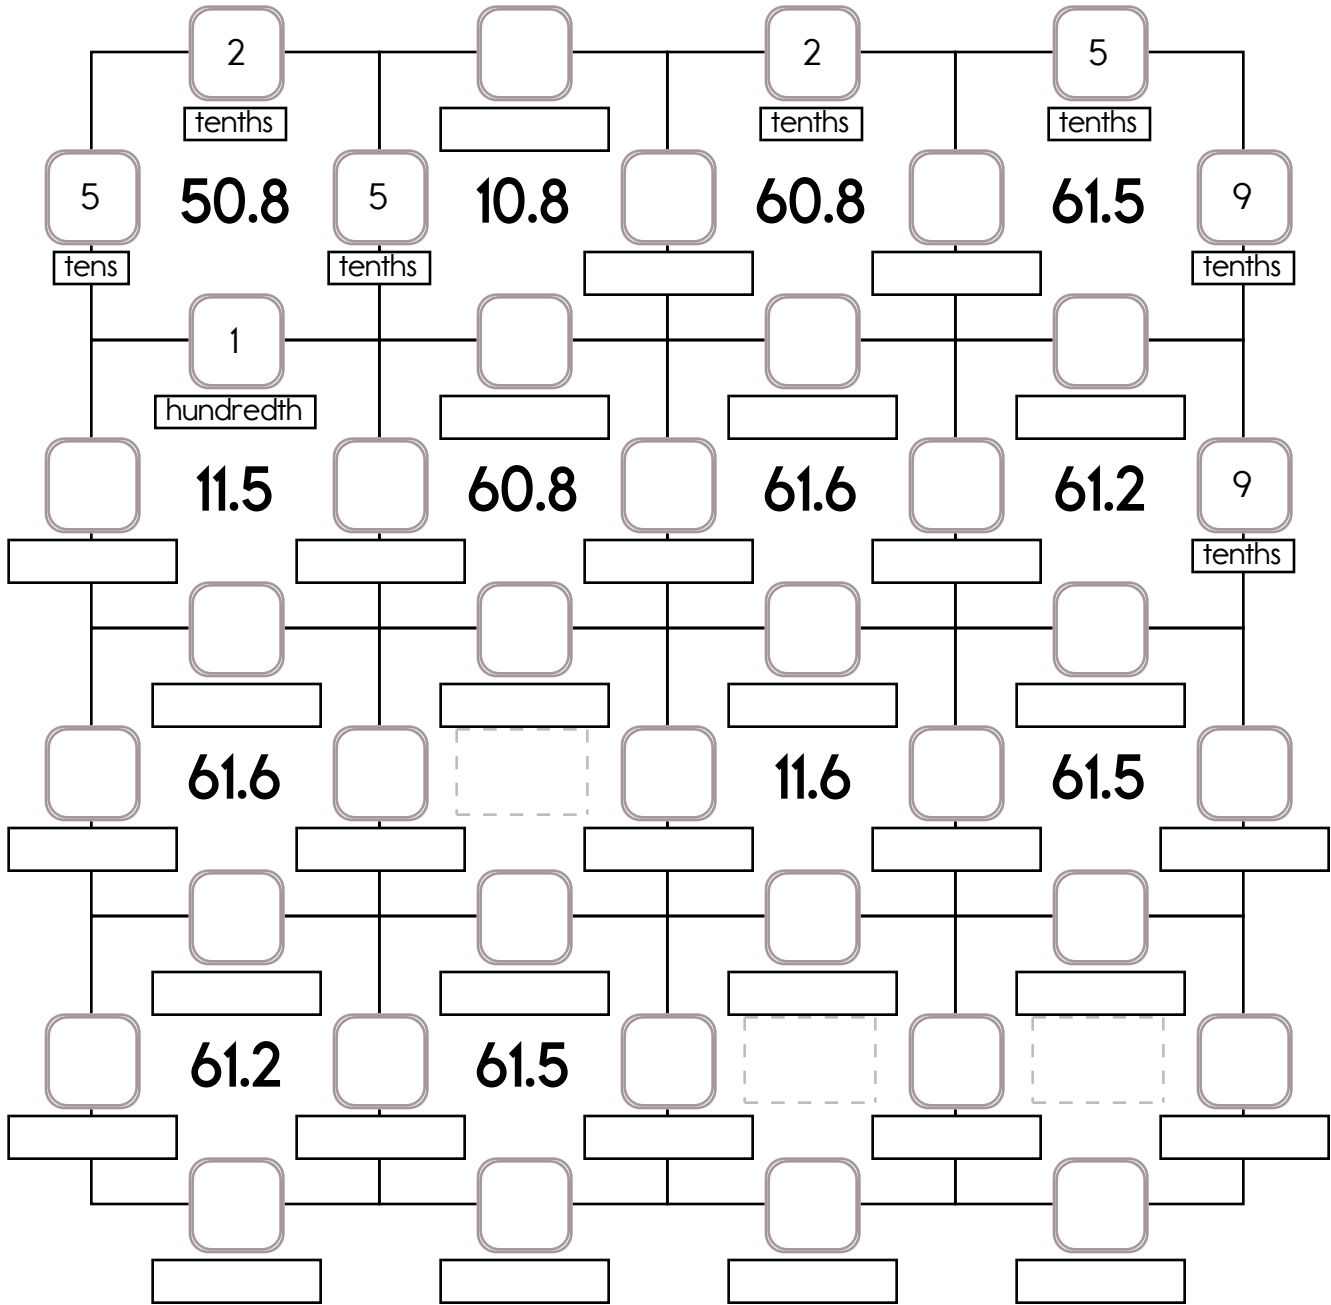 2 2 5
tenths tenths tenths
5 50.8 5 10.8 60.8 61.5 9
tens tenths tenths
1
hundredth
11.5 60.8 61.6 61.2 9
tenths
61.6 11.6 61.5
61.2 61.5